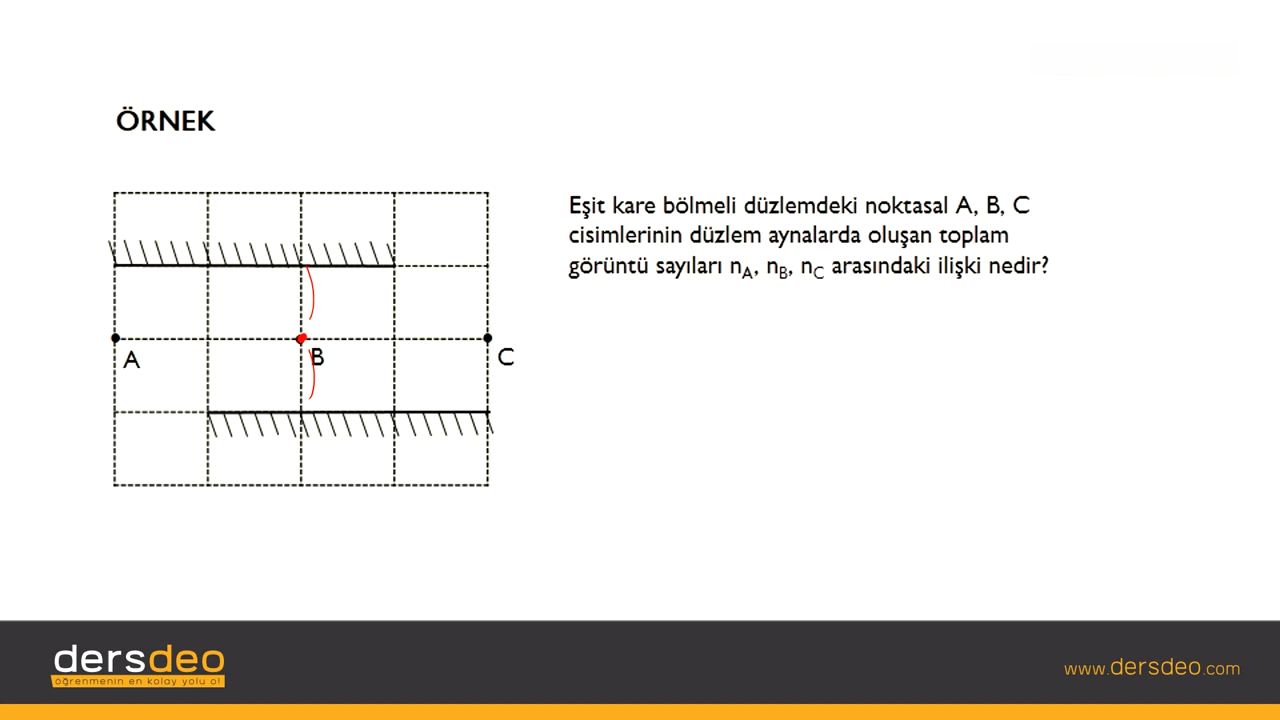 ÖRNEK
Eşit kare bölmeli düzlemdeki noktasal A, B, C
cisimlerinin düzlem aynalarda oluşan toplam
görüntü sayıları nA, nB, nC arasındaki ilişki nedir?
A
B
C
dersdeo
öğrenmenin en kolay yolu o!
www.dersdeo.com